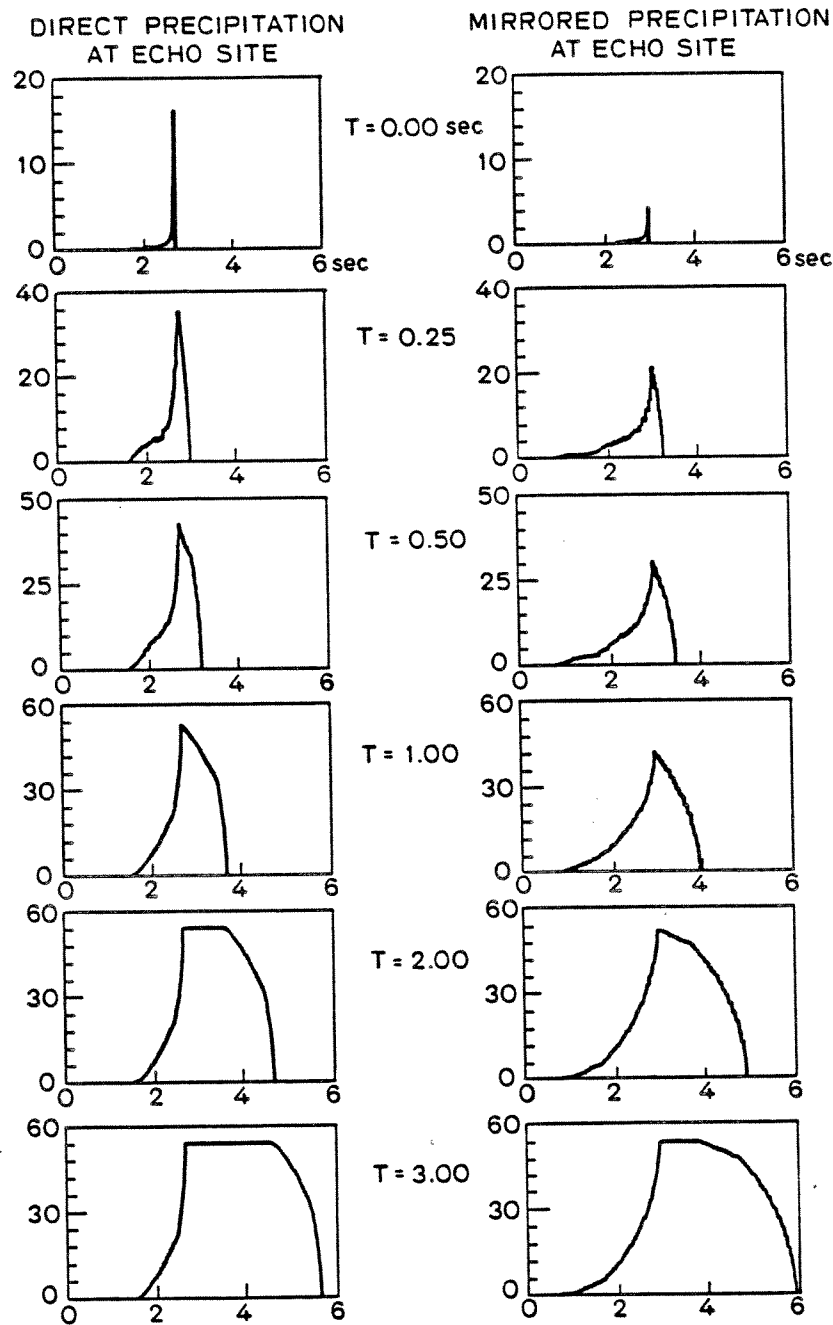 DIRECT PRECIPITATION
AT ECHO SITE
MIRRORED PRECIPITATION
AT ECHO SITE
20
10
0
0 2 4 6 sec
T = 0.00 sec
20
10
0
0 2 4 6 sec
40
20
0
0 2 4 6
T = 0.25
40
20
0
0 2 4 6
50
25
0
0 2 4 6
T = 0.50
50
25
0
0 2 4 6
60
30
0
0 2 4 6
T = 1.00
60
30
0
0 2 4 6
60
30
0
0 2 4 6
T = 2.00
60
30
0
0 2 4 6
60
30
0
0 2 4 6
T = 3.00
60
30
0
0 2 4 6